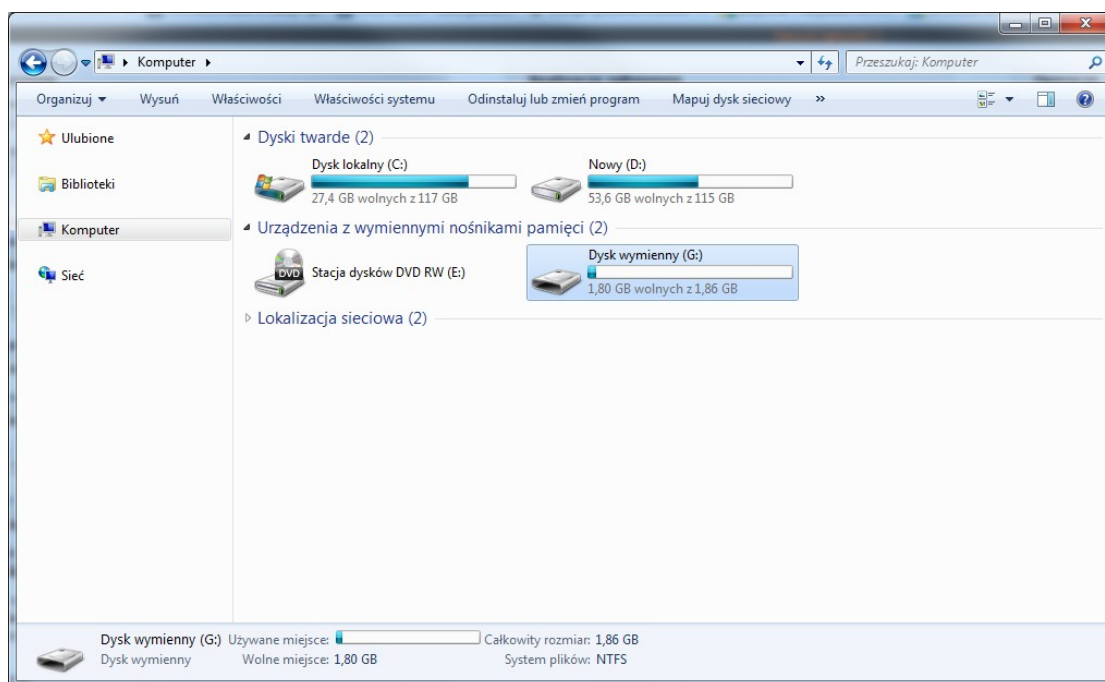 Komputer
Przeszukaj: Komputer
Organizuj Wysuń Właściwości Właściwości systemu Odinstaluj lub zmień program Mapuj dysk sieciowy »
Ulubione
Biblioteki
Komputer
Sieć
Dyski twarde (2)
Dysk lokalny (C:)
27,4 GB wolnych z 117 GB
Nowy (D:)
53,6 GB wolnych z 115 GB
Urządzenia z wymiennymi nośnikami pamięci (2)
DVD
Stacja dysków DVD RW (E:)
Dysk wymienny (G:)
1,80 GB wolnych z 1,86 GB
Lokalizacja sieciowa (2)
Dysk wymienny (G:) Używane miejsce: Całkowity rozmiar: 1,86 GB
Dysk wymienny Wolne miejsce: 1,80 GB System plików: NTFS